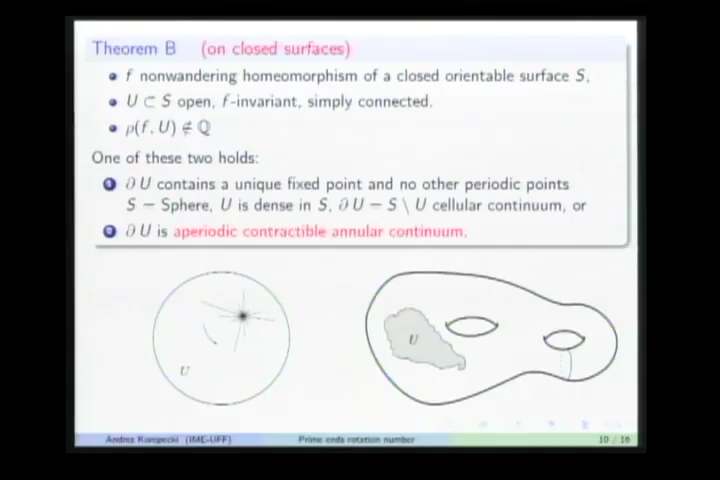 Theorem B (on closed surfaces)
• f nonwandering homeomorphism of a closed orientable surface S,
• U ⊂ S open, f-invariant, simply connected.
• ρ(f, U) ∉ ℚ
One of these two holds:
1 ∂U contains a unique fixed point and no other periodic points
S = Sphere, U is dense in S, ∂U = S \ U cellular continuum, or
2 ∂U is aperiodic contractible annular continuum.
U
U
Andres Koropecki (IME-UFF) Prime ends rotation number 10 / 16